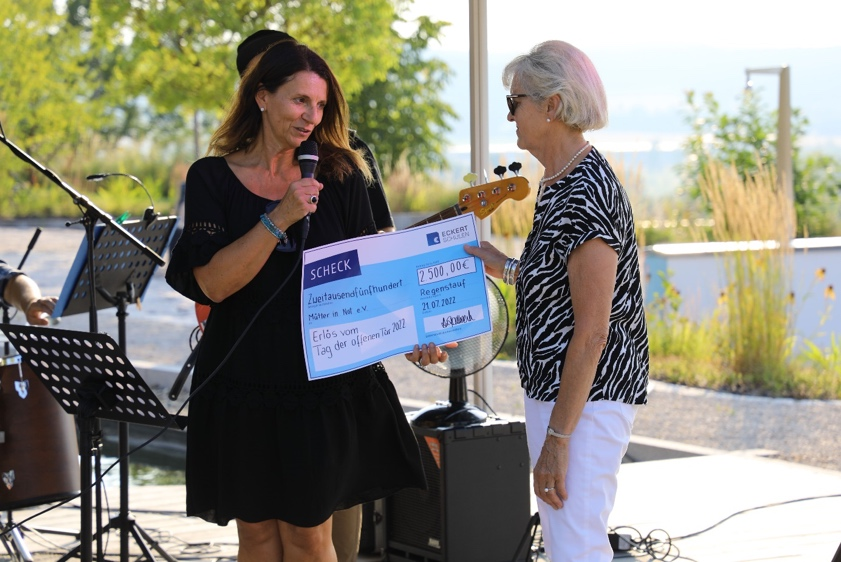 ECKERT
SCHULEN
SCHECK
Zweitausendfünfhundert
2 500,00€
Mütter in Not e.V.
Regenstauf
21.07.2022
Erlös vom
Tag der offenen Tür 2022